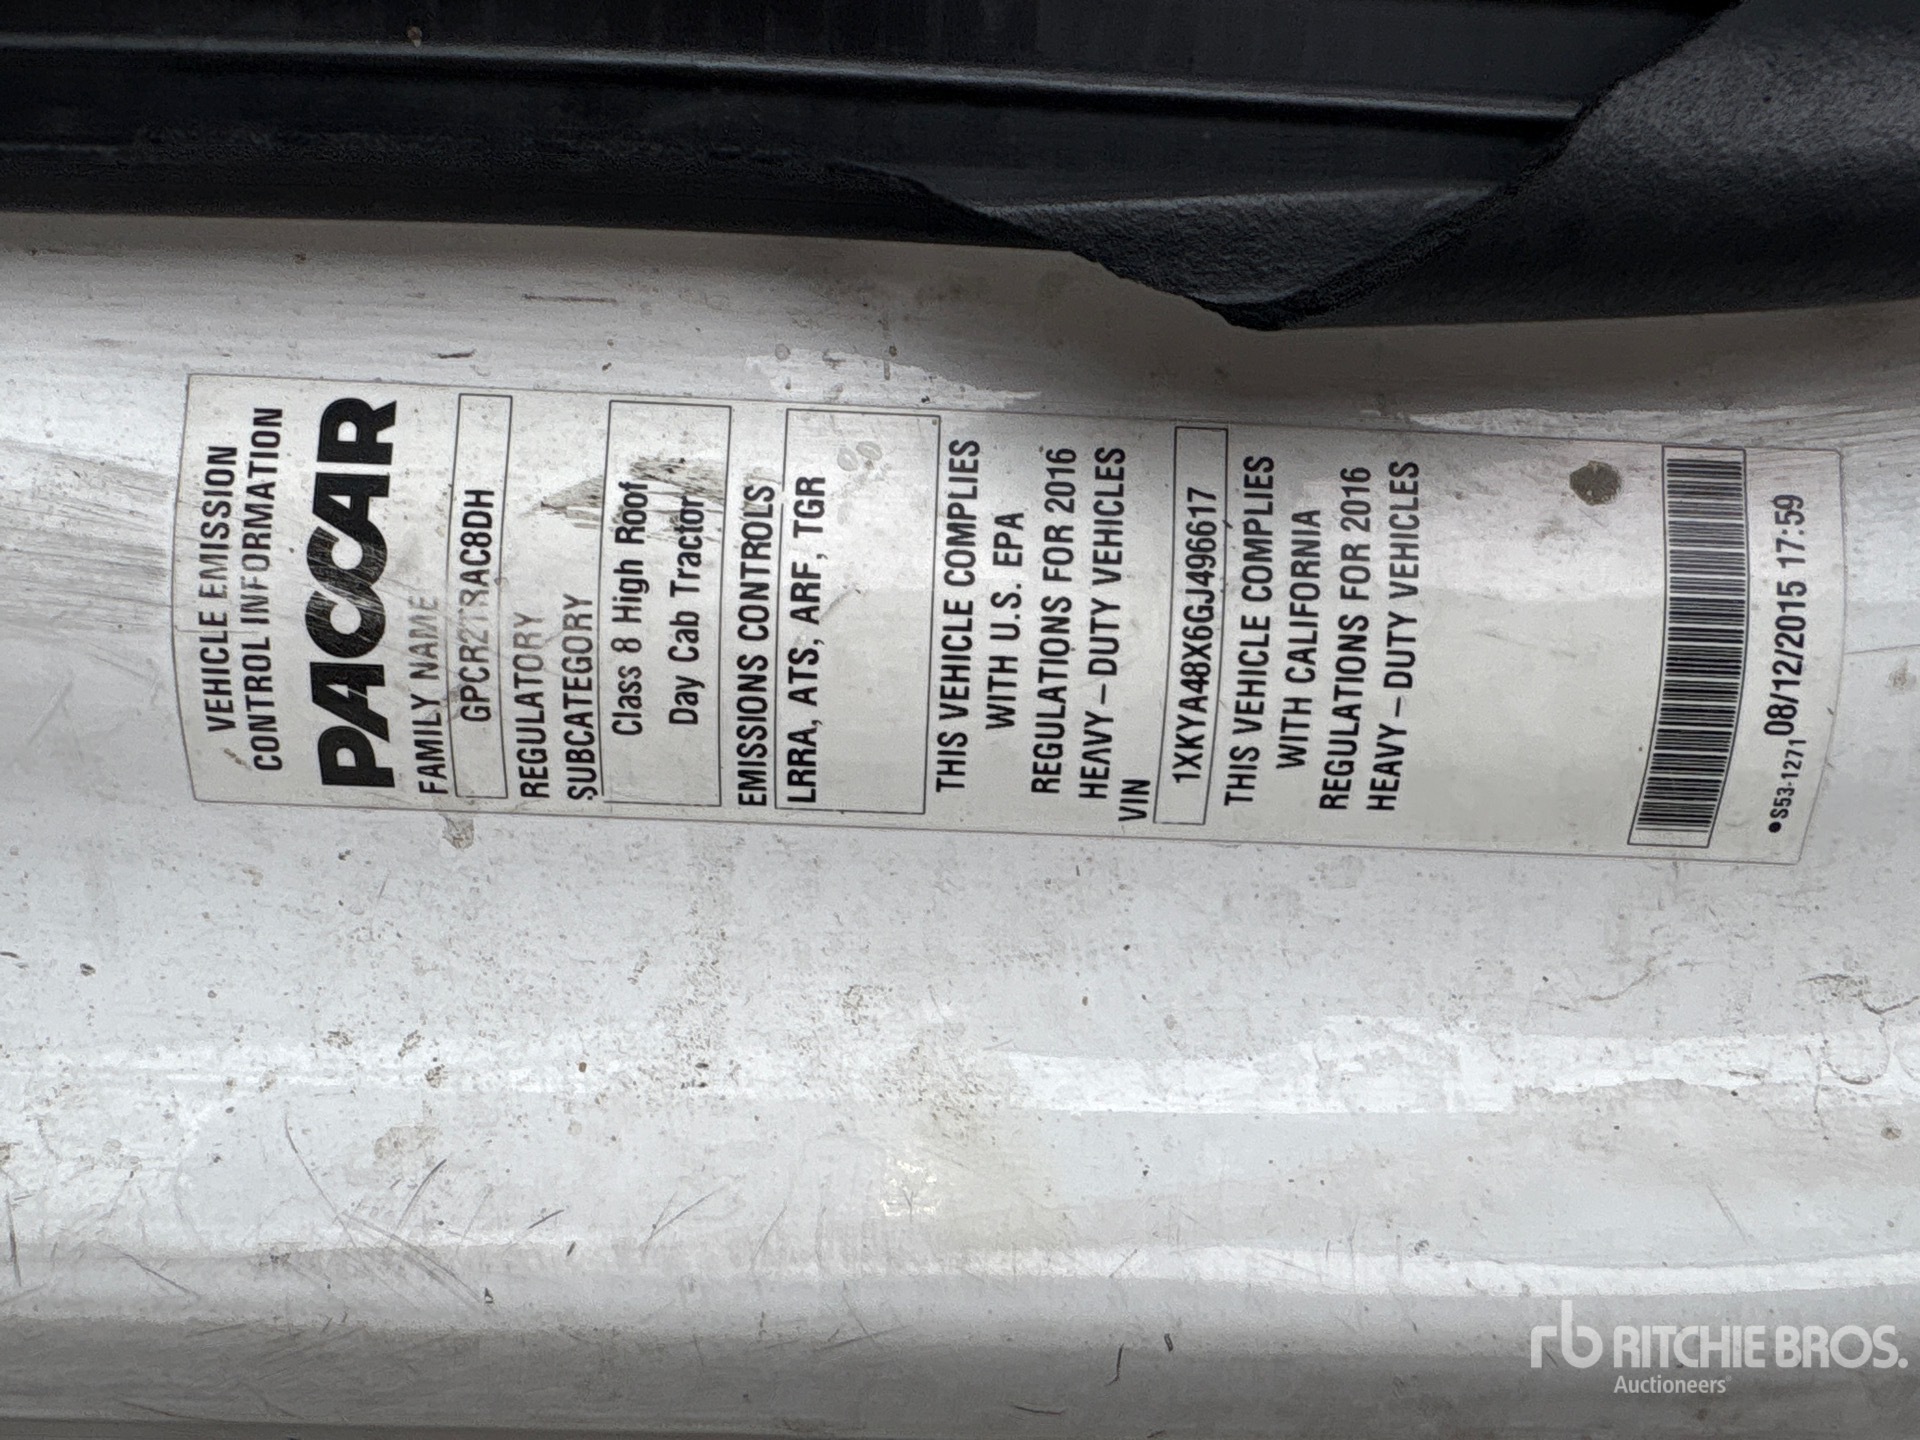 VEHICLE EMISSION
CONTROL INFORMATION
PACCAR
FAMILY NAME
GPCR2TRAC8DH
REGULATORY
SUBCATEGORY
Class 8 High Roof
Day Cab Tractor
EMISSIONS CONTROLS
LRRA, ATS, ARF, TGR
THIS VEHICLE COMPLIES
WITH U.S. EPA
REGULATIONS FOR 2016
HEAVY-DUTY VEHICLES
VIN
1XKYA48X6GJ496617
THIS VEHICLE COMPLIES
WITH CALIFORNIA
REGULATIONS FOR 2016
HEAVY-DUTY VEHICLES
•S53-1271 08/12/2015 17:59
rb RITCHIE BROS.
Auctioneers